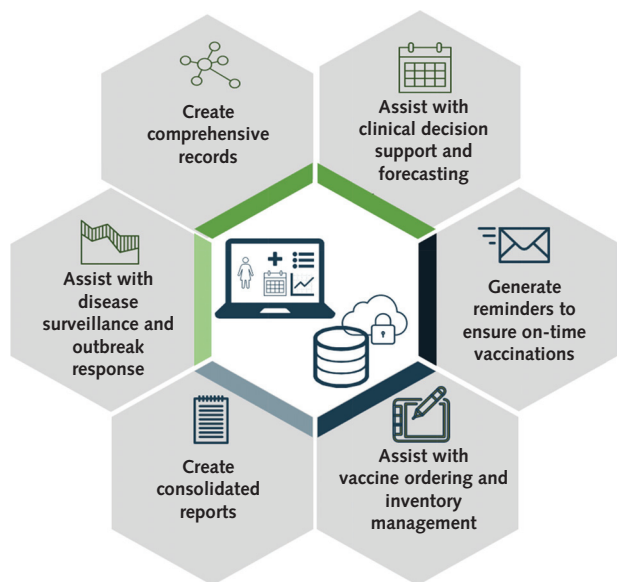 Create
comprehensive
records
Assist with
clinical decision
support and
forecasting
Assist with
disease
surveillance and
outbreak
response
Generate
reminders to
ensure on-time
vaccinations
Create
consolidated
reports
Assist with
vaccine ordering and
inventory
management